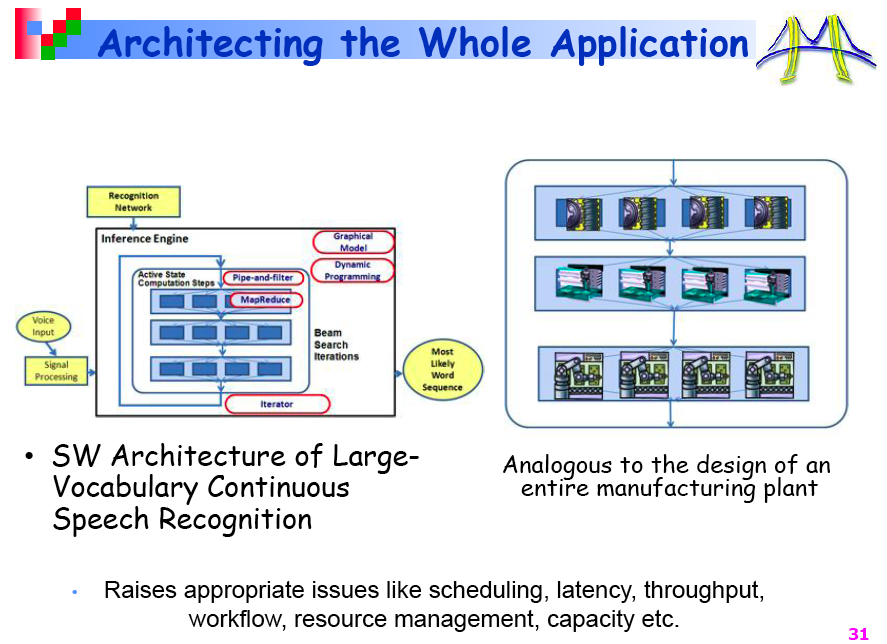 Architecting the Whole Application
Recognition
Network
Inference Engine
Graphical
Model
Dynamic
Programming
Active State
Computation Steps
Pipe-and-filter
MapReduce
Voice
Input
Signal
Processing
Beam
Search
Iterations
Most
Likely
Word
Sequence
Iterator
• SW Architecture of Large-
Vocabulary Continuous
Speech Recognition
Analogous to the design of an
entire manufacturing plant
• Raises appropriate issues like scheduling, latency, throughput,
workflow, resource management, capacity etc.
31